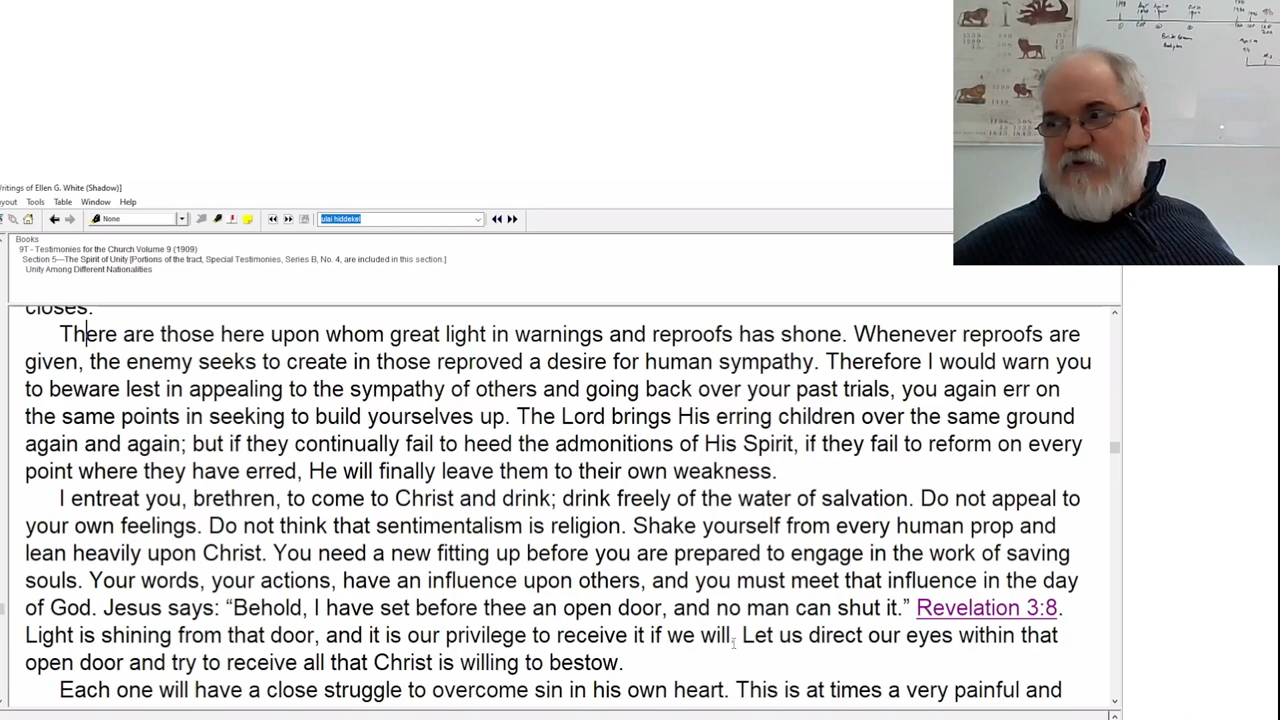 Writings of Ellen G. White (Shadow)]
Layout Tools Table Window Help
None
ulai hiddekel
Books
9T - Testimonies for the Church Volume 9 (1909)
Section 5—The Spirit of Unity [Portions of the tract, Special Testimonies, Series B, No. 4, are included in this section.]
Unity Among Different Nationalities
closes.
There are those here upon whom great light in warnings and reproofs has shone. Whenever reproofs are
given, the enemy seeks to create in those reproved a desire for human sympathy. Therefore I would warn you
to beware lest in appealing to the sympathy of others and going back over your past trials, you again err on
the same points in seeking to build yourselves up. The Lord brings His erring children over the same ground
again and again; but if they continually fail to heed the admonitions of His Spirit, if they fail to reform on every
point where they have erred, He will finally leave them to their own weakness.
I entreat you, brethren, to come to Christ and drink; drink freely of the water of salvation. Do not appeal to
your own feelings. Do not think that sentimentalism is religion. Shake yourself from every human prop and
lean heavily upon Christ. You need a new fitting up before you are prepared to engage in the work of saving
souls. Your words, your actions, have an influence upon others, and you must meet that influence in the day
of God. Jesus says: “Behold, I have set before thee an open door, and no man can shut it.” Revelation 3:8.
Light is shining from that door, and it is our privilege to receive it if we will. Let us direct our eyes within that
open door and try to receive all that Christ is willing to bestow.
Each one will have a close struggle to overcome sin in his own heart. This is at times a very painful and